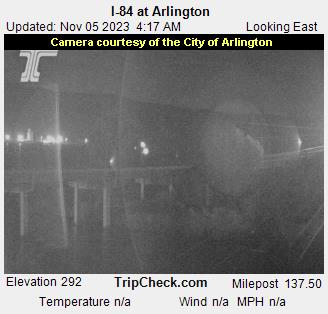 I-84 at Arlington
Updated: Nov 05 2023 4:17 AM Looking East
Camera courtesy of the City of Arlington
Elevation 292 TripCheck.com Milepost 137.50
Temperature n/a Wind n/a MPH n/a